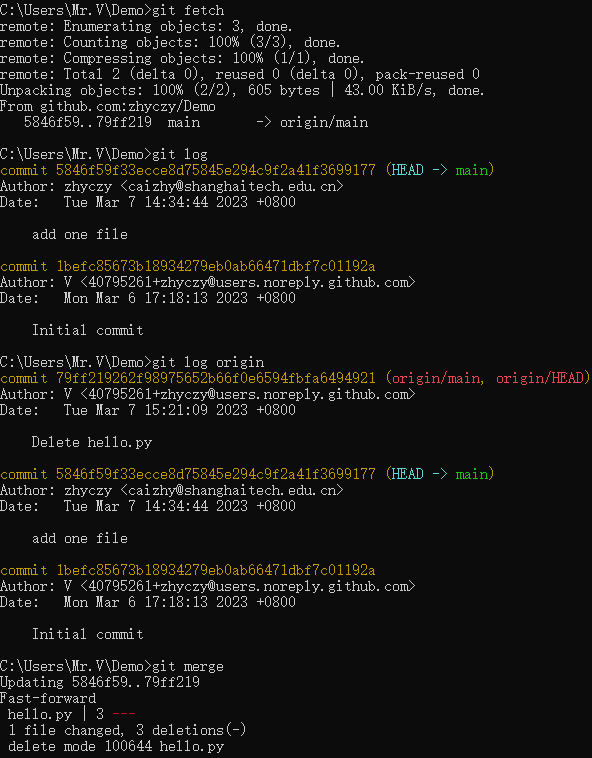 C:\Users\Mr.V\Demo>git fetch
remote: Enumerating objects: 3, done.
remote: Counting objects: 100% (3/3), done.
remote: Compressing objects: 100% (1/1), done.
remote: Total 2 (delta 0), reused 0 (delta 0), pack-reused 0
Unpacking objects: 100% (2/2), 605 bytes | 43.00 KiB/s, done.
From github.com:zhyczy/Demo
   5846f59..79ff219  main       -> origin/main

C:\Users\Mr.V\Demo>git log
commit 5846f59f33ecce8d75845e294c9f2a41f3699177 (HEAD -> main)
Author: zhyczy <caizhy@shanghaitech.edu.cn>
Date:   Tue Mar 7 14:34:44 2023 +0800

    add one file

commit 1befc85673b18934279eb0ab66471dbf7c01192a
Author: V <40795261+zhyczy@users.noreply.github.com>
Date:   Mon Mar 6 17:18:13 2023 +0800

    Initial commit

C:\Users\Mr.V\Demo>git log origin
commit 79ff219262f98975652b66f0e6594fbfa6494921 (origin/main, origin/HEAD)
Author: V <40795261+zhyczy@users.noreply.github.com>
Date:   Tue Mar 7 15:21:09 2023 +0800

    Delete hello.py

commit 5846f59f33ecce8d75845e294c9f2a41f3699177 (HEAD -> main)
Author: zhyczy <caizhy@shanghaitech.edu.cn>
Date:   Tue Mar 7 14:34:44 2023 +0800

    add one file

commit 1befc85673b18934279eb0ab66471dbf7c01192a
Author: V <40795261+zhyczy@users.noreply.github.com>
Date:   Mon Mar 6 17:18:13 2023 +0800

    Initial commit

C:\Users\Mr.V\Demo>git merge
Updating 5846f59..79ff219
Fast-forward
 hello.py | 3 ---
 1 file changed, 3 deletions(-)
 delete mode 100644 hello.py